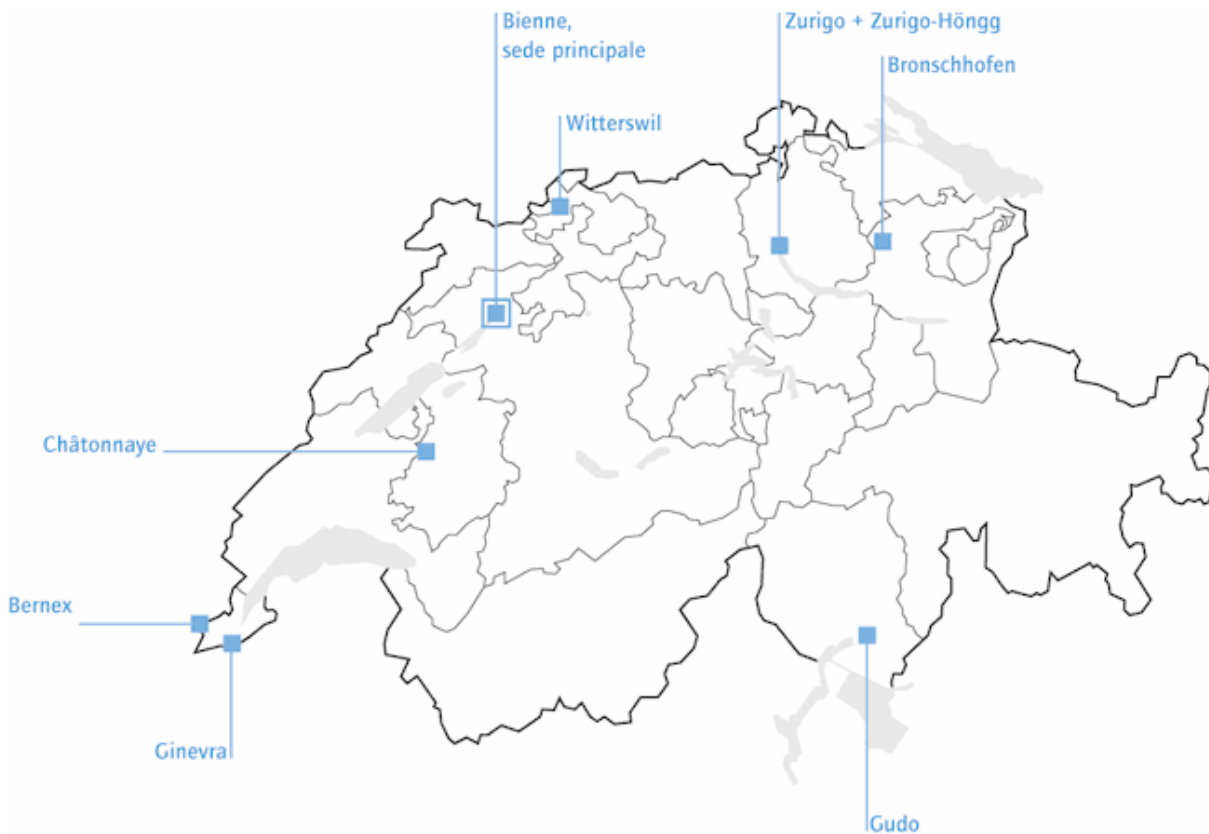 Bienne,
sede principale
Zurigo + Zurigo-Höngg
Bronschhofen
Witterswil
Châtonnaye
Bernex
Ginevra
Gudo